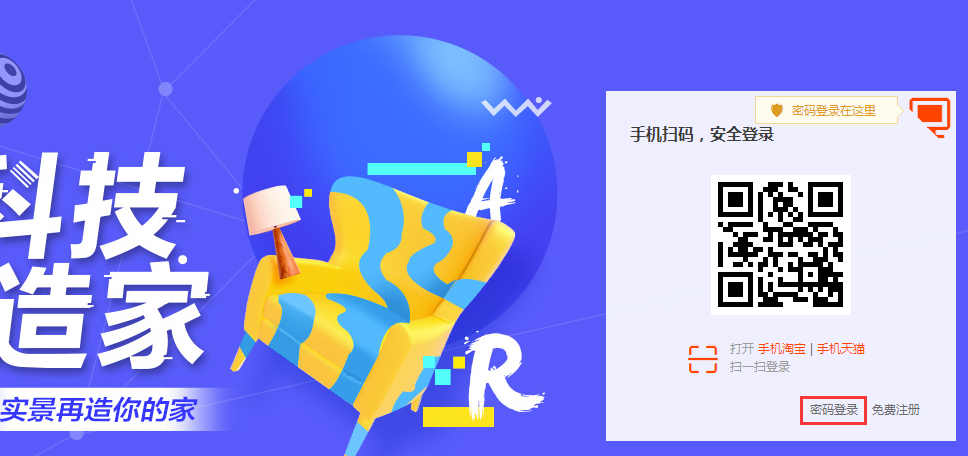 科技
造家
实景再造你的家
A
R
密码登录在这里
手机扫码，安全登录
打开 手机淘宝 | 手机天猫
扫一扫登录
密码登录 免费注册